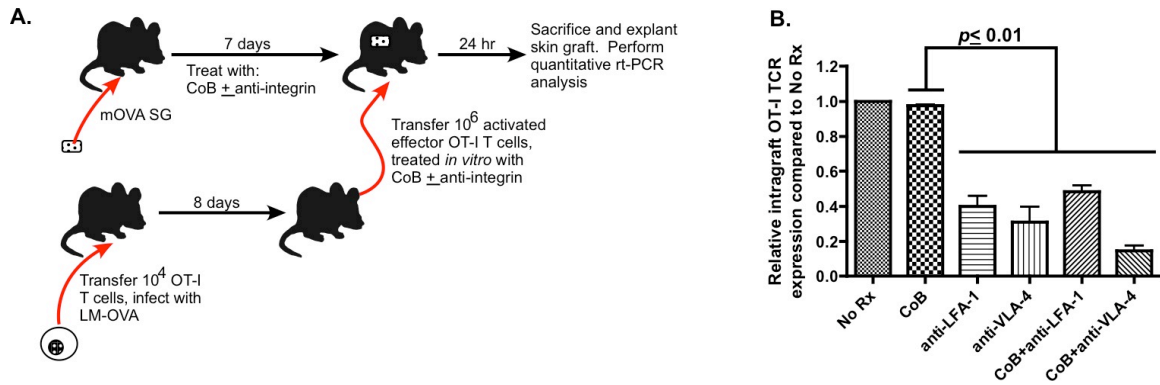 A.
7 days
Treat with:
CoB + anti-integrin
mOVA SG
24 hr
Sacrifice and explant
skin graft. Perform
quantitative rt-PCR
analysis
Transfer 10^6 activated
effector OT-I T cells,
treated in vitro with
CoB + anti-integrin
8 days
Transfer 10^4 OT-I
T cells, infect with
LM-OVA
B.
p≤ 0.01
Relative intragraft OT-I TCR
expression compared to No Rx
1.2
1.0
0.8
0.6
0.4
0.2
0.0
No Rx
CoB
anti-LFA-1
anti-VLA-4
CoB+anti-LFA-1
CoB+anti-VLA-4